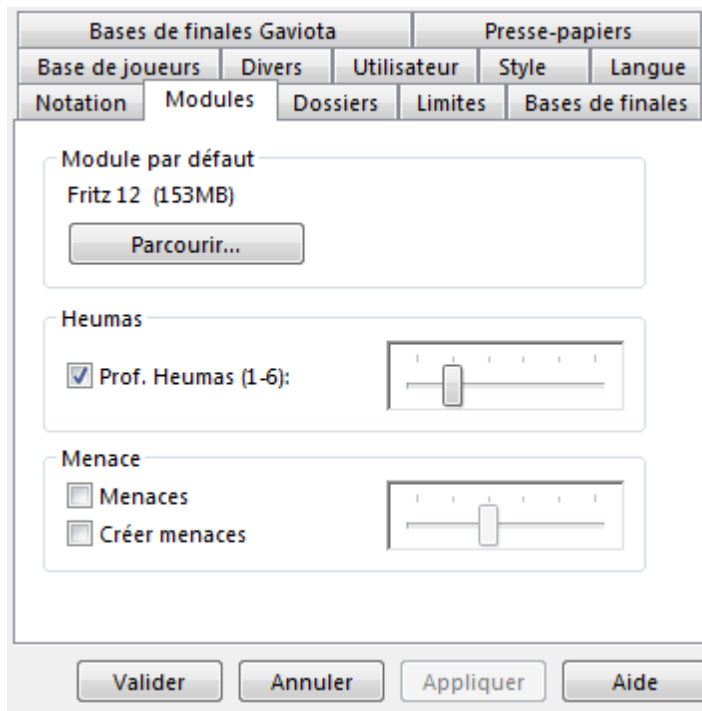 Bases de finales Gaviota Presse-papiers
Base de joueurs Divers Utilisateur Style Langue
Notation Modules Dossiers Limites Bases de finales
Module par défaut
Fritz 12 (153MB)
Parcourir...
Heumas
Prof. Heumas (1-6):
Menace
Menaces
Créer menaces
Valider Annuler Appliquer Aide